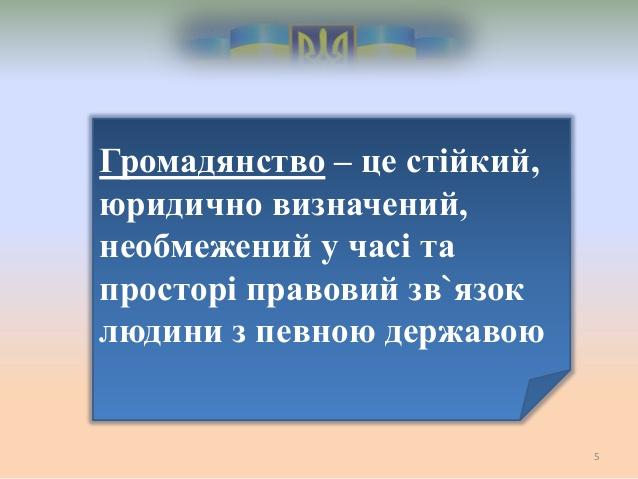 Громадянство – це стійкий,
юридично визначений,
необмежений у часі та
просторі правовий зв`язок
людини з певною державою
5